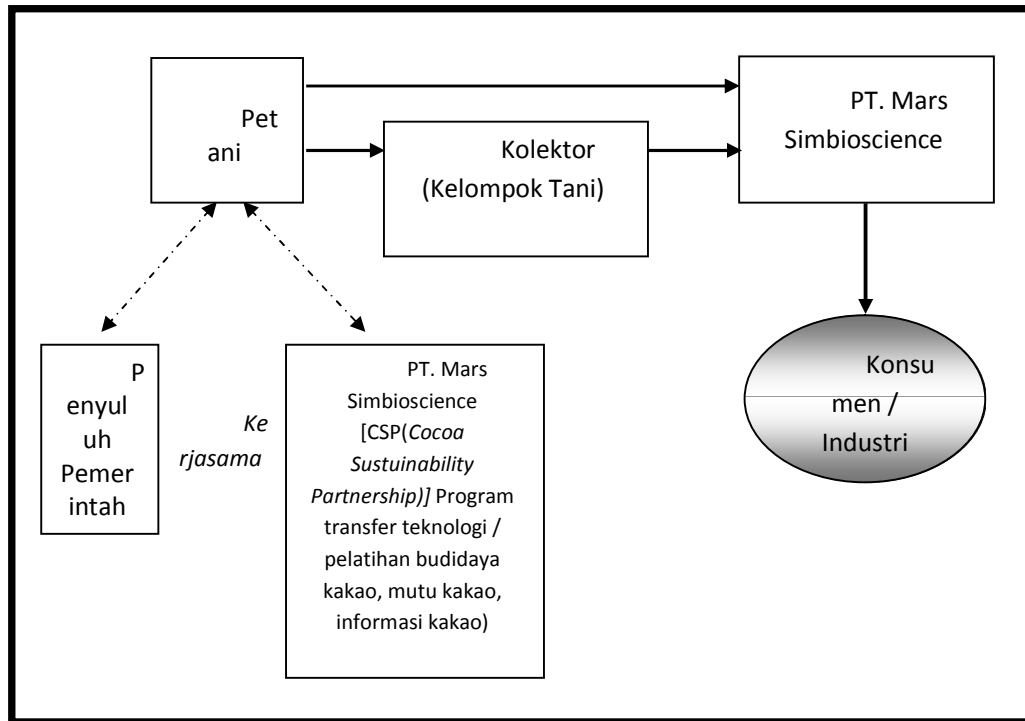 Pet
ani
Kolektor
(Kelompok Tani)
PT. Mars
Simbioscience
P
enyul
uh
Pemer
intah
Ke
rjasama
PT. Mars
Simbioscience
[CSP(Cocoa
Sustuinability
Partnership)] Program
transfer teknologi /
pelatihan budidaya
kakao, mutu kakao,
informasi kakao)
Konsu
men /
Industri